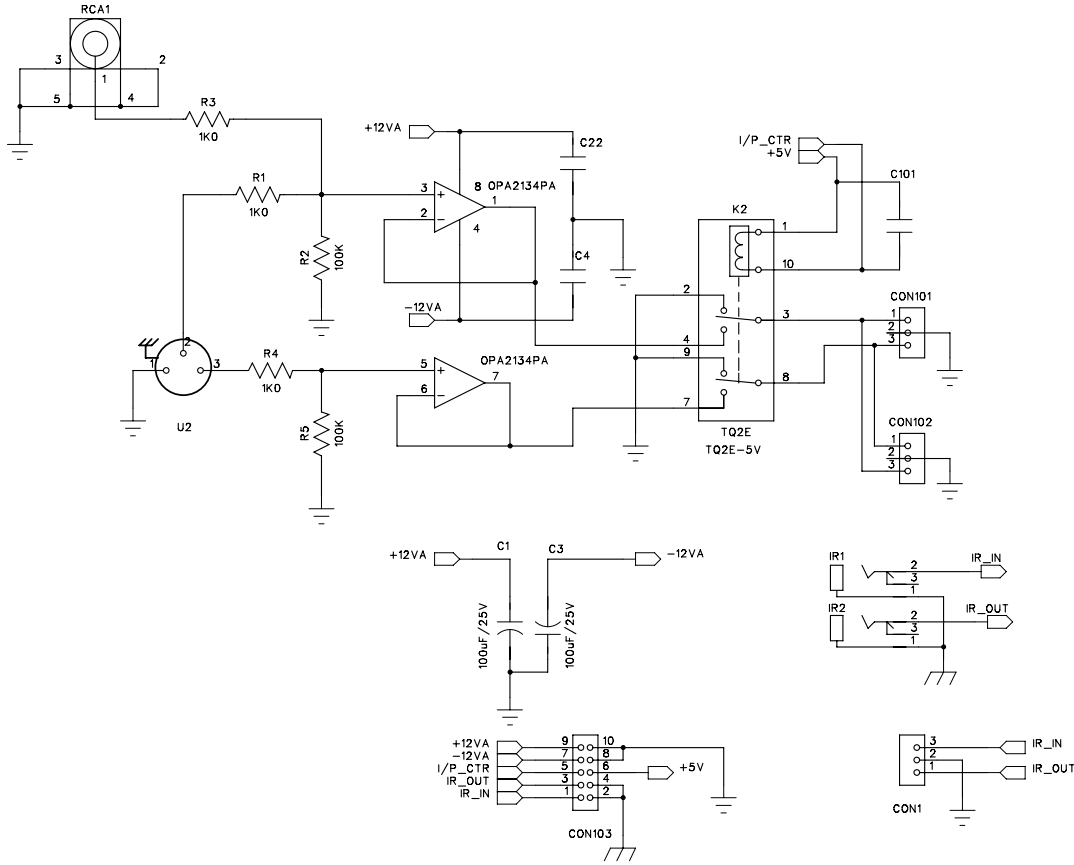 RCA1
3
2
1
5
4
R3
1K0
+12VA
C22
I/P_CTR
+5V
C101
R1
1K0
3
8
OPA2134PA
1
2
4
R2
100K
C4
K2
1
10
-12VA
2
3
4
9
8
7
TQ2E
TQ2E-5V
CON101
1
2
3
2
1
3
U2
R4
1K0
5
OPA2134PA
7
6
R5
100K
CON102
1
2
3
+12VA
C1
C3
-12VA
100uF/25V
100uF/25V
IR1
2
3
1
IR_IN
IR2
2
3
1
IR_OUT
+12VA
9
10
-12VA
7
8
I/P_CTR
5
6
+5V
IR_OUT
3
4
IR_IN
1
2
CON103
3
IR_IN
2
1
IR_OUT
CON1